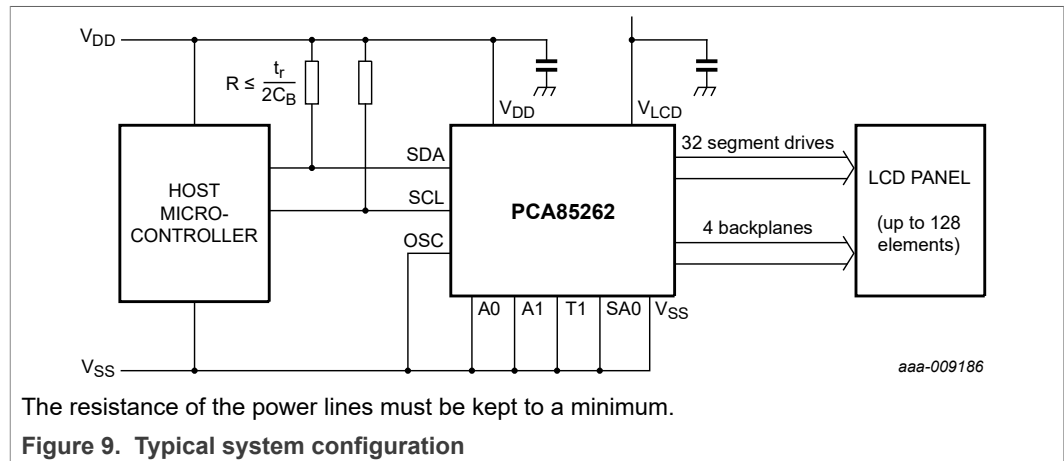 VDD
R ≤ tr
2CB
VDD
VLCD
HOST
MICRO-
CONTROLLER
SDA
SCL
OSC
PCA85262
32 segment drives
4 backplanes
LCD PANEL
(up to 128
elements)
A0 A1 T1 SA0 VSS
VSS
aaa-009186
The resistance of the power lines must be kept to a minimum.
Figure 9. Typical system configuration